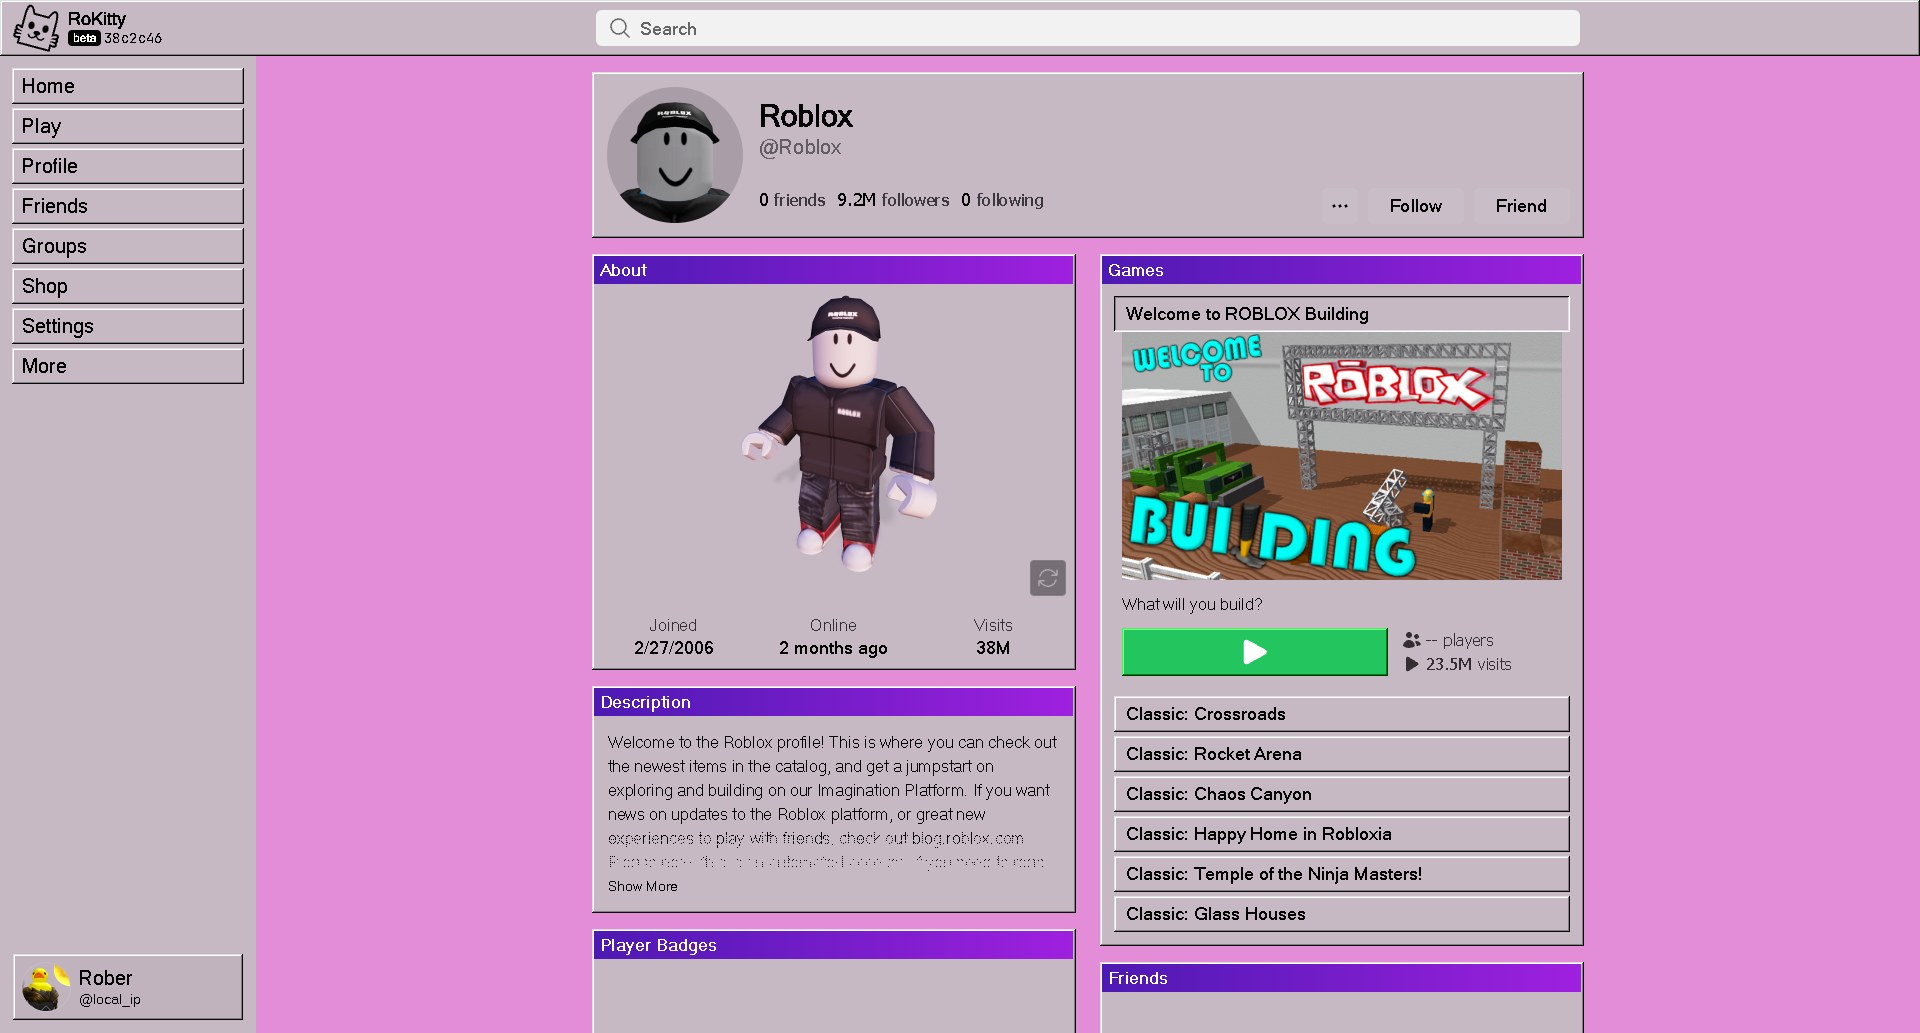 RoKitty
beta 38c2c46
Search
Home
Play
Profile
Friends
Groups
Shop
Settings
More
Rober
@local_ip
ROBLOX
Roblox
@Roblox
0 friends 9.2M followers 0 following
...
Follow
Friend
About
ROBLOX
ROBLOX
Joined
2/27/2006
Online
2 months ago
Visits
38M
Description
Welcome to the Roblox profile! This is where you can check out
the newest items in the catalog, and get a jumpstart on
exploring and building on our Imagination Platform. If you want
news on updates to the Roblox platform, or great new
experiences to play with friends, check out blog.roblox.com
Show More
Player Badges
Games
Welcome to ROBLOX Building
WELCOME
TO
ROBLOX
BUILDING
What will you build?
-- players
23.5M visits
Classic: Crossroads
Classic: Rocket Arena
Classic: Chaos Canyon
Classic: Happy Home in Robloxia
Classic: Temple of the Ninja Masters!
Classic: Glass Houses
Friends